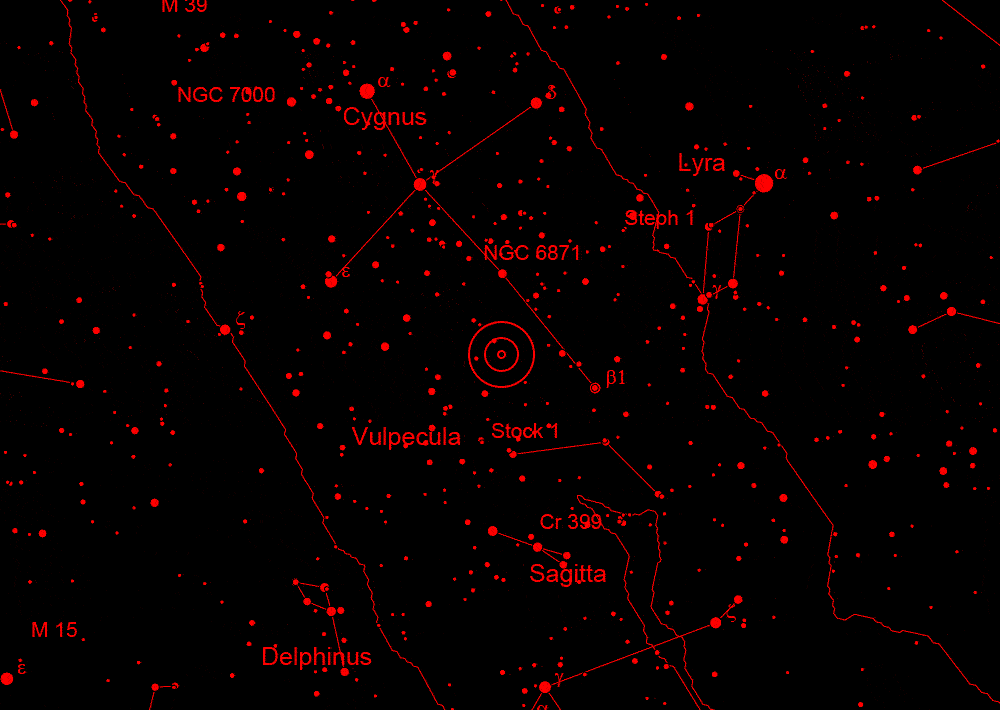 M 39
α
NGC 7000
δ
Cygnus
Lyra
α
γ
Steph 1
NGC 6871
ε
γ
ζ
β1
Stock 1
Vulpecula
Cr 399
Sagitta
M 15
Delphinus
ε
γ
ζ
α